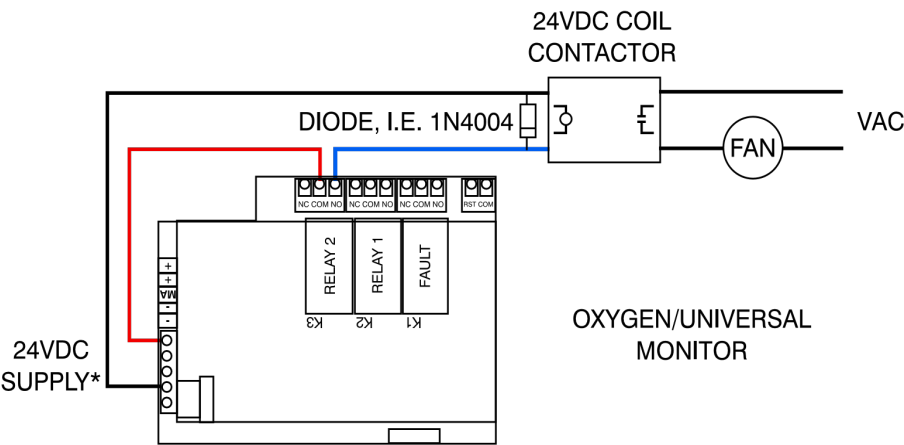 24VDC COIL
CONTACTOR
DIODE, I.E. 1N4004
VAC
FAN
NC COM NO NC COM NO NC COM NO RST COM
+
+
MA
-
-
RELAY 2
RELAY 1
FAULT
K3
K2
K1
OXYGEN/UNIVERSAL
MONITOR
24VDC
SUPPLY*